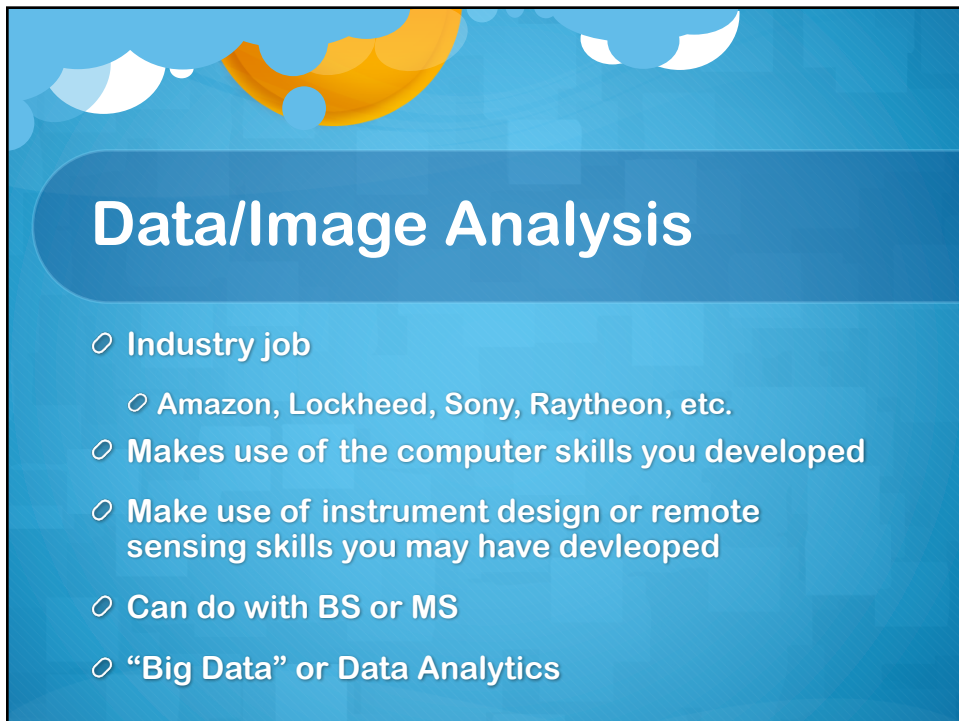 Data/Image Analysis
Industry job
Amazon, Lockheed, Sony, Raytheon, etc.
Makes use of the computer skills you developed
Make use of instrument design or remote
sensing skills you may have devleoped
Can do with BS or MS
“Big Data” or Data Analytics